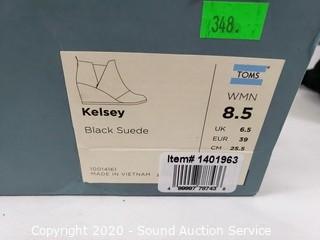 348.
TOMS
Kelsey
Black Suede
WMN
8.5
UK 6.5
EUR 39
CM 25.5
10014161
MADE IN VIETNAM
Item# 1401963
Copyright 2020 - Sound Auction Service